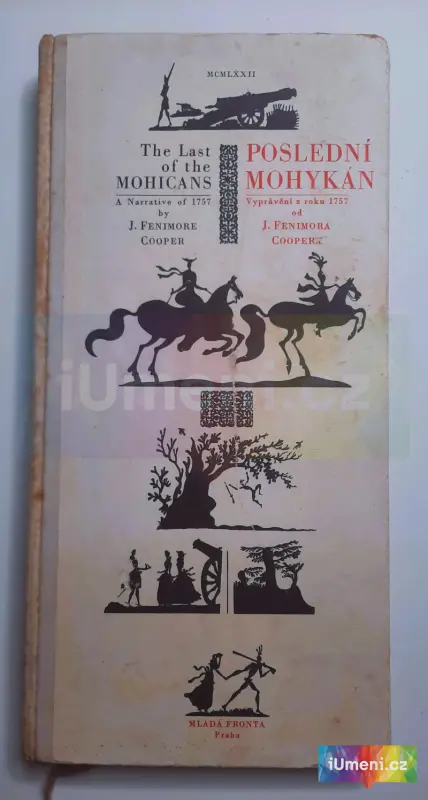 MCMLXXII
The Last
of the
MOHICANS
A Narrative of 1757
by
J. FENIMORE
COOPER
POSLEDNÍ
MOHYKÁN
Vyprávění z roku 1757
od
J. FENIMORA
COOPERA
iUmeni.cz
MLADÁ FRONTA
Praha
iUmeni.cz